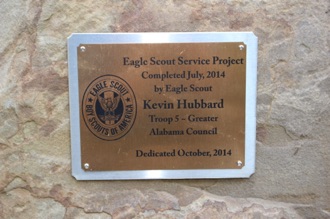 Eagle Scout Service Project
Completed July, 2014
by Eagle Scout
Kevin Hubbard
Troop 5 - Greater
Alabama Council
Dedicated October, 2014
EAGLE SCOUT
BOY SCOUTS OF AMERICA